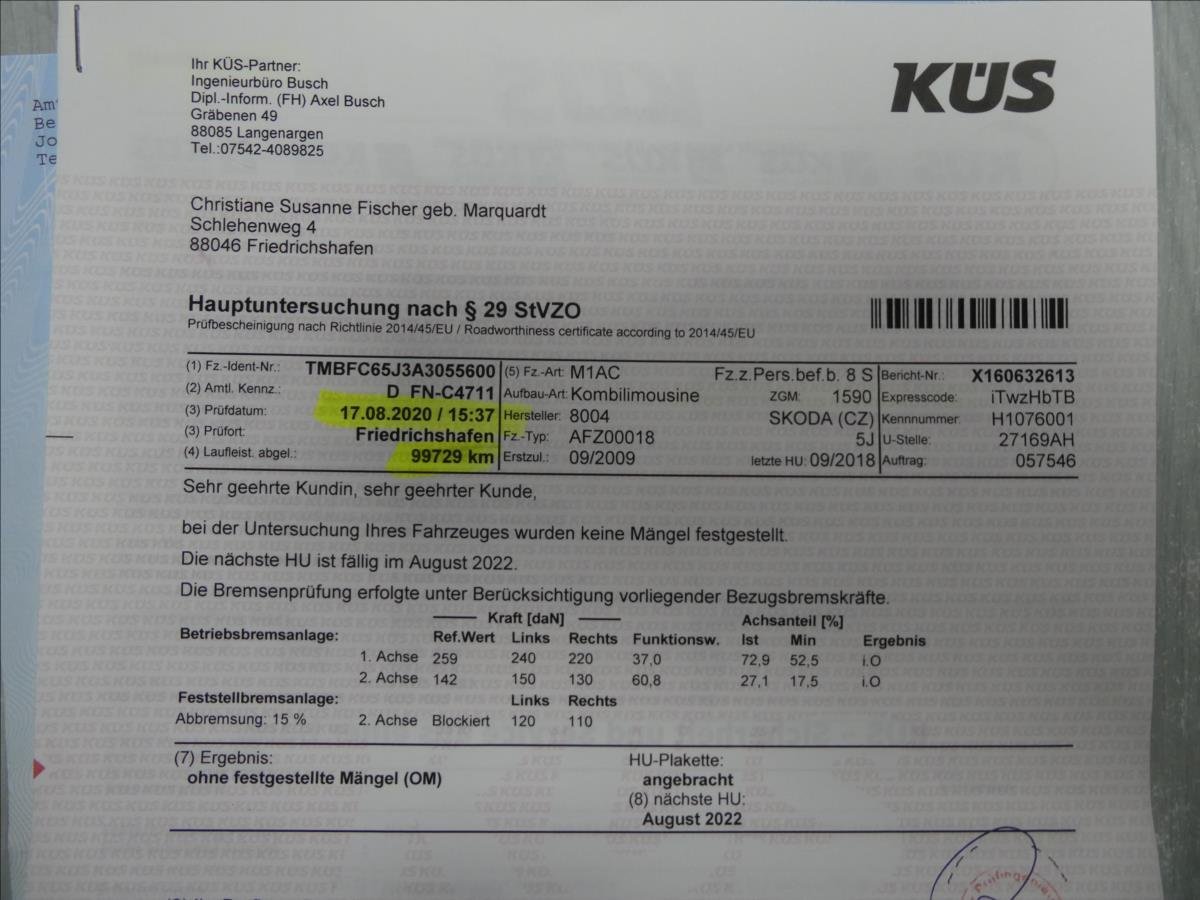 Ihr KÜS-Partner:
Ingenieurbüro Busch
Dipl.-Inform. (FH) Axel Busch
Gräbenen 49
88085 Langenargen
Tel.:07542-4089825
KÜS
Am
Be
Jo
Te
Christiane Susanne Fischer geb. Marquardt
Schlehenweg 4
88046 Friedrichshafen
Hauptuntersuchung nach § 29 StVZO
Prüfbescheinigung nach Richtlinie 2014/45/EU / Roadworthiness certificate according to 2014/45/EU
(1) Fz.-Ident-Nr.: TMBFC65J3A3055600 (5) Fz.-Art: M1AC Fz.z.Pers.bef.b. 8 S Bericht-Nr.: X160632613
(2) Amtl. Kennz.: D FN-C4711 Aufbau-Art: Kombilimousine ZGM: 1590 Expresscode: iTwzHbTB
(3) Prüfdatum: 17.08.2020 / 15:37 Hersteller: 8004 SKODA (CZ) Kennnummer: H1076001
(3) Prüfort: Friedrichshafen Fz.-Typ: AFZ00018 5J U-Stelle: 27169AH
(4) Laufleist. abgel.: 99729 km Erstzul.: 09/2009 letzte HU: 09/2018 Auftrag: 057546
Sehr geehrte Kundin, sehr geehrter Kunde,
bei der Untersuchung Ihres Fahrzeuges wurden keine Mängel festgestellt.
Die nächste HU ist fällig im August 2022.
Die Bremsenprüfung erfolgte unter Berücksichtigung vorliegender Bezugsbremskräfte.
Kraft [daN] Achsanteil [%]
Betriebsbremsanlage: Ref.Wert Links Rechts Funktionsw. Ist Min Ergebnis
1. Achse 259 240 220 37,0 72,9 52,5 i.O
2. Achse 142 150 130 60,8 27,1 17,5 i.O
Feststellbremsanlage: Links Rechts
Abbremsung: 15 % 2. Achse Blockiert 120 110
(7) Ergebnis: HU-Plakette:
ohne festgestellte Mängel (OM) angebracht
(8) nächste HU:
August 2022
Prüfingenieur